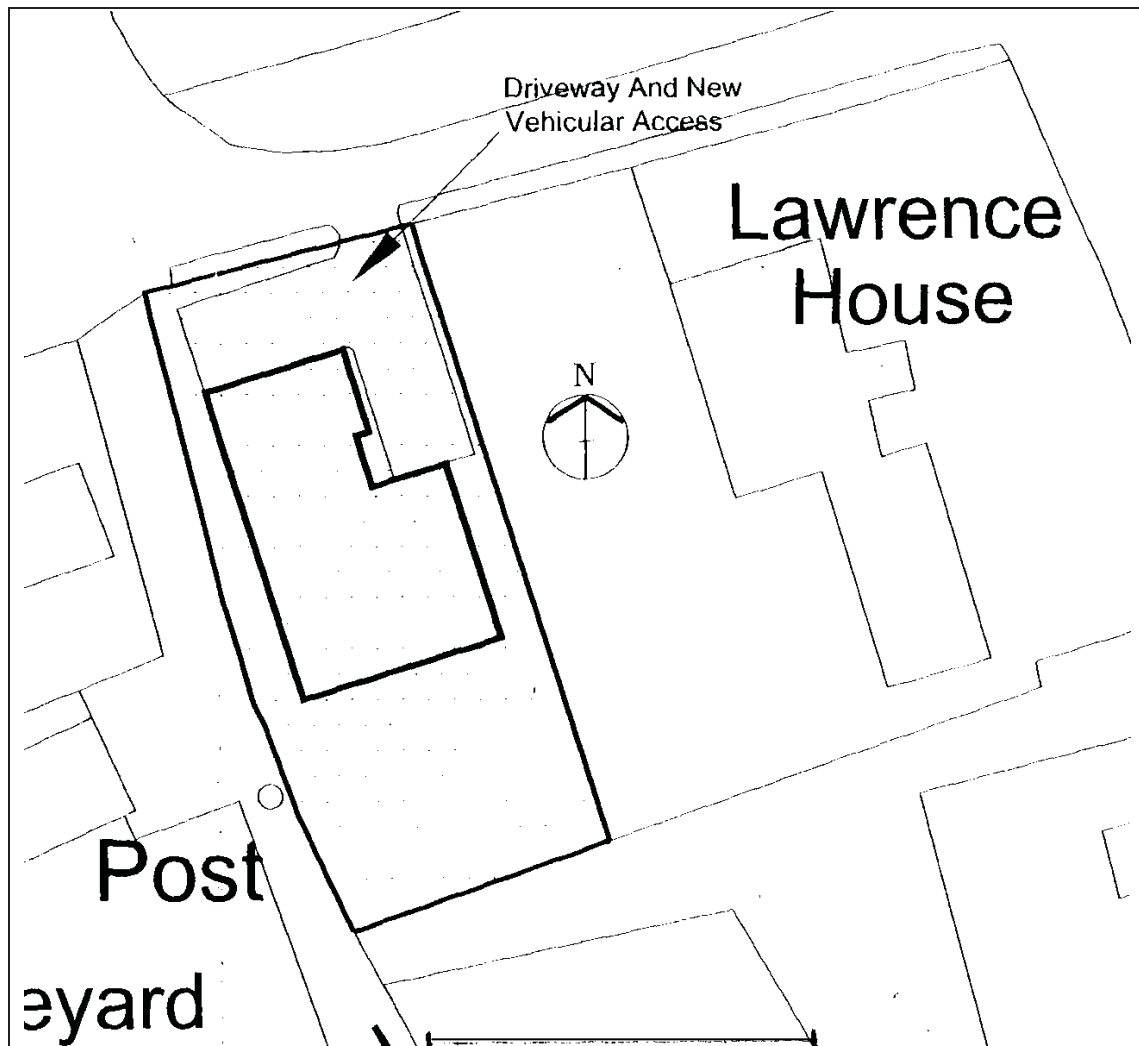 Driveway And New
Vehicular Access
Lawrence
House
N
Post
eyard